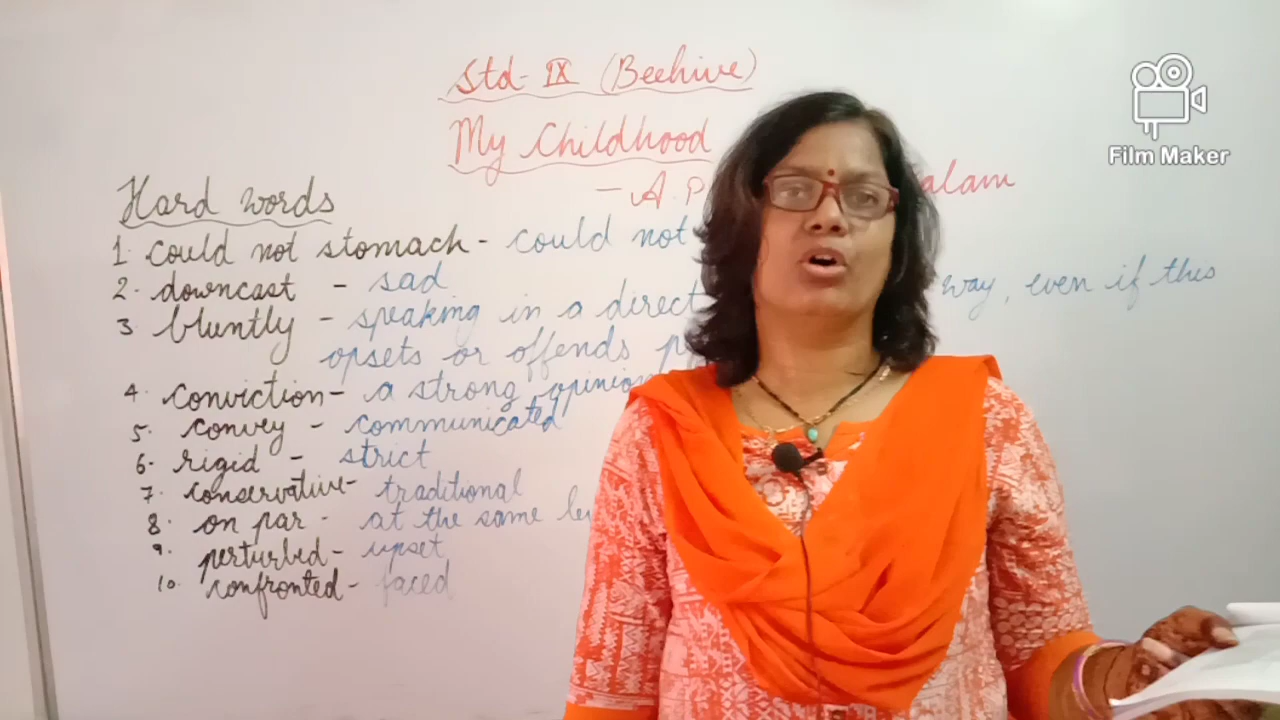 Std- IX (Beehive)
My Childhood
- A. P alam
Hard words
1. could not stomach - could not
2. downcast - sad
3. bluntly - speaking in a direct way, even if this
upsets or offends
4. conviction - a strong opinion
5. convey - communicated
6. rigid - strict
7. conservative - traditional
8. on par - at the same
9. perturbed - upset
10. confronted - faced
Film Maker